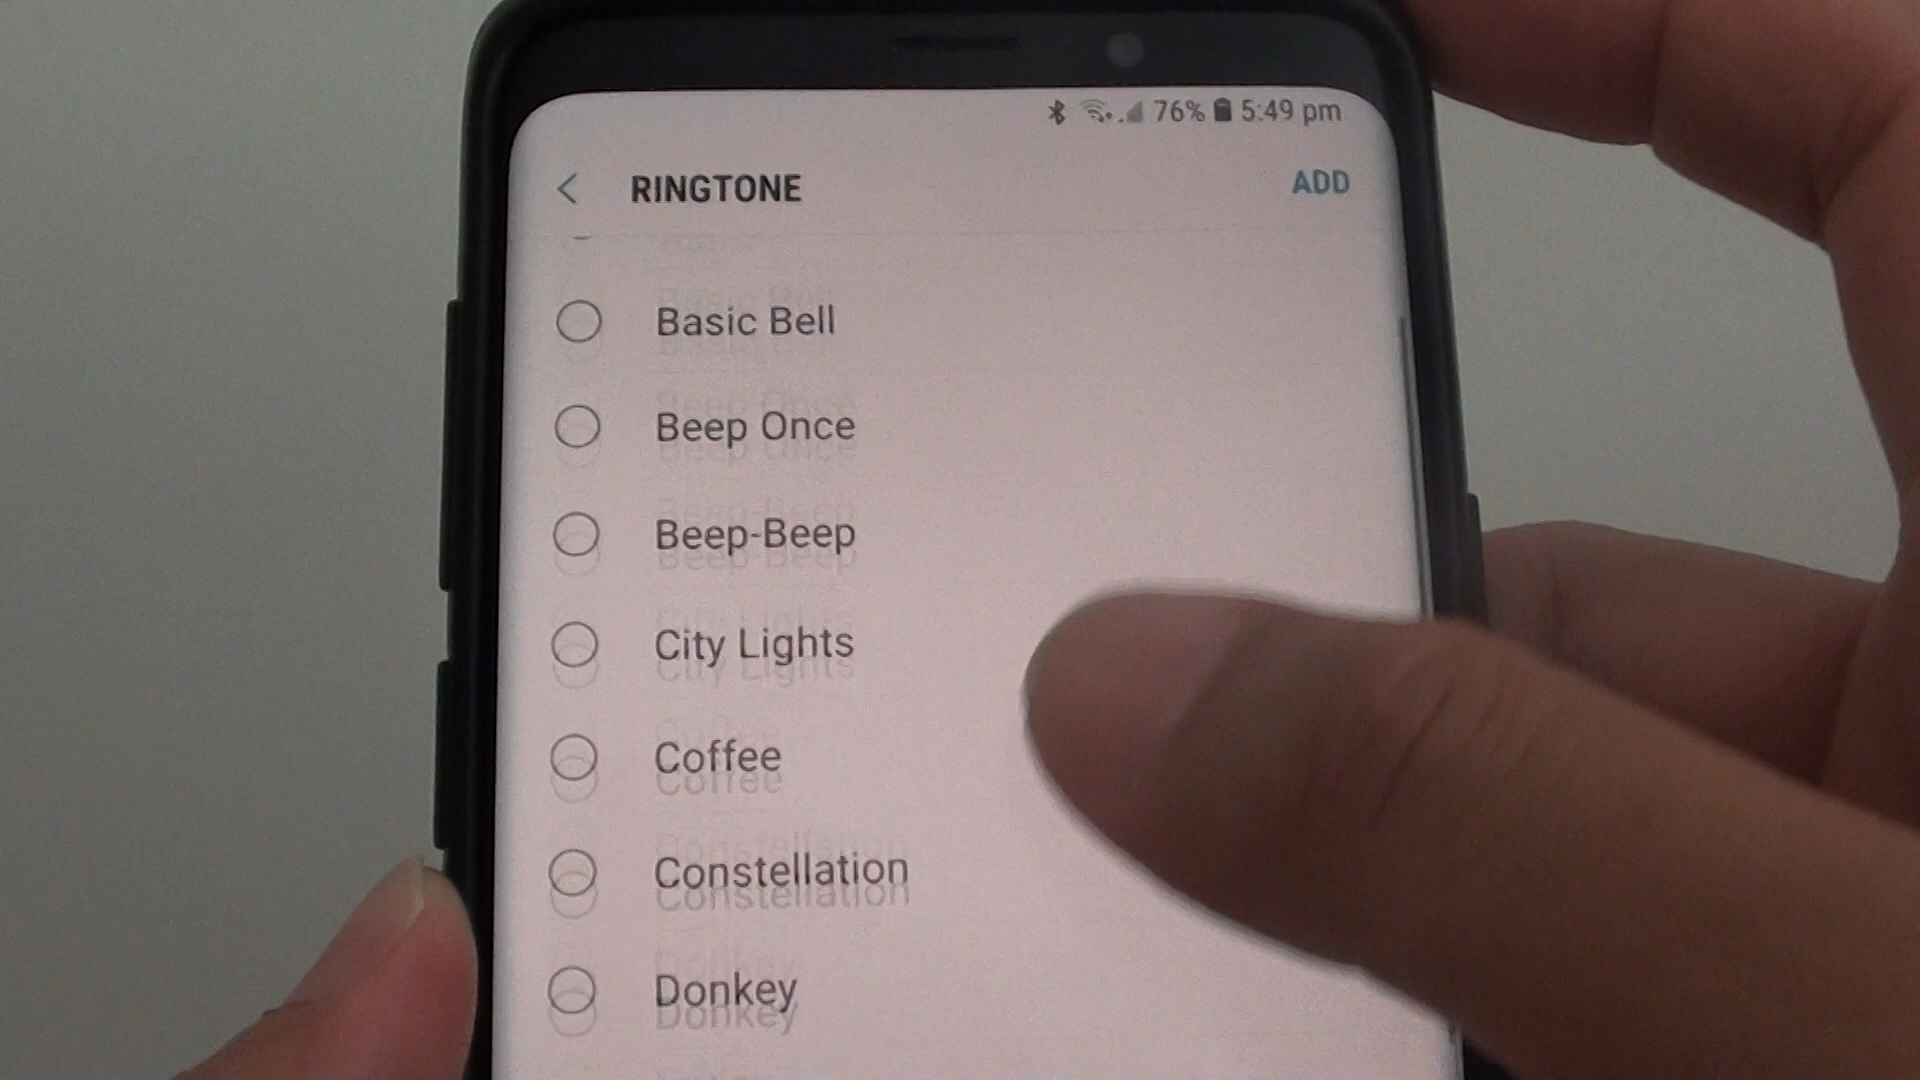 76% 5:49 pm
RINGTONE ADD
Basic Bell
Beep Once
Beep-Beep
City Lights
Coffee
Constellation
Donkey